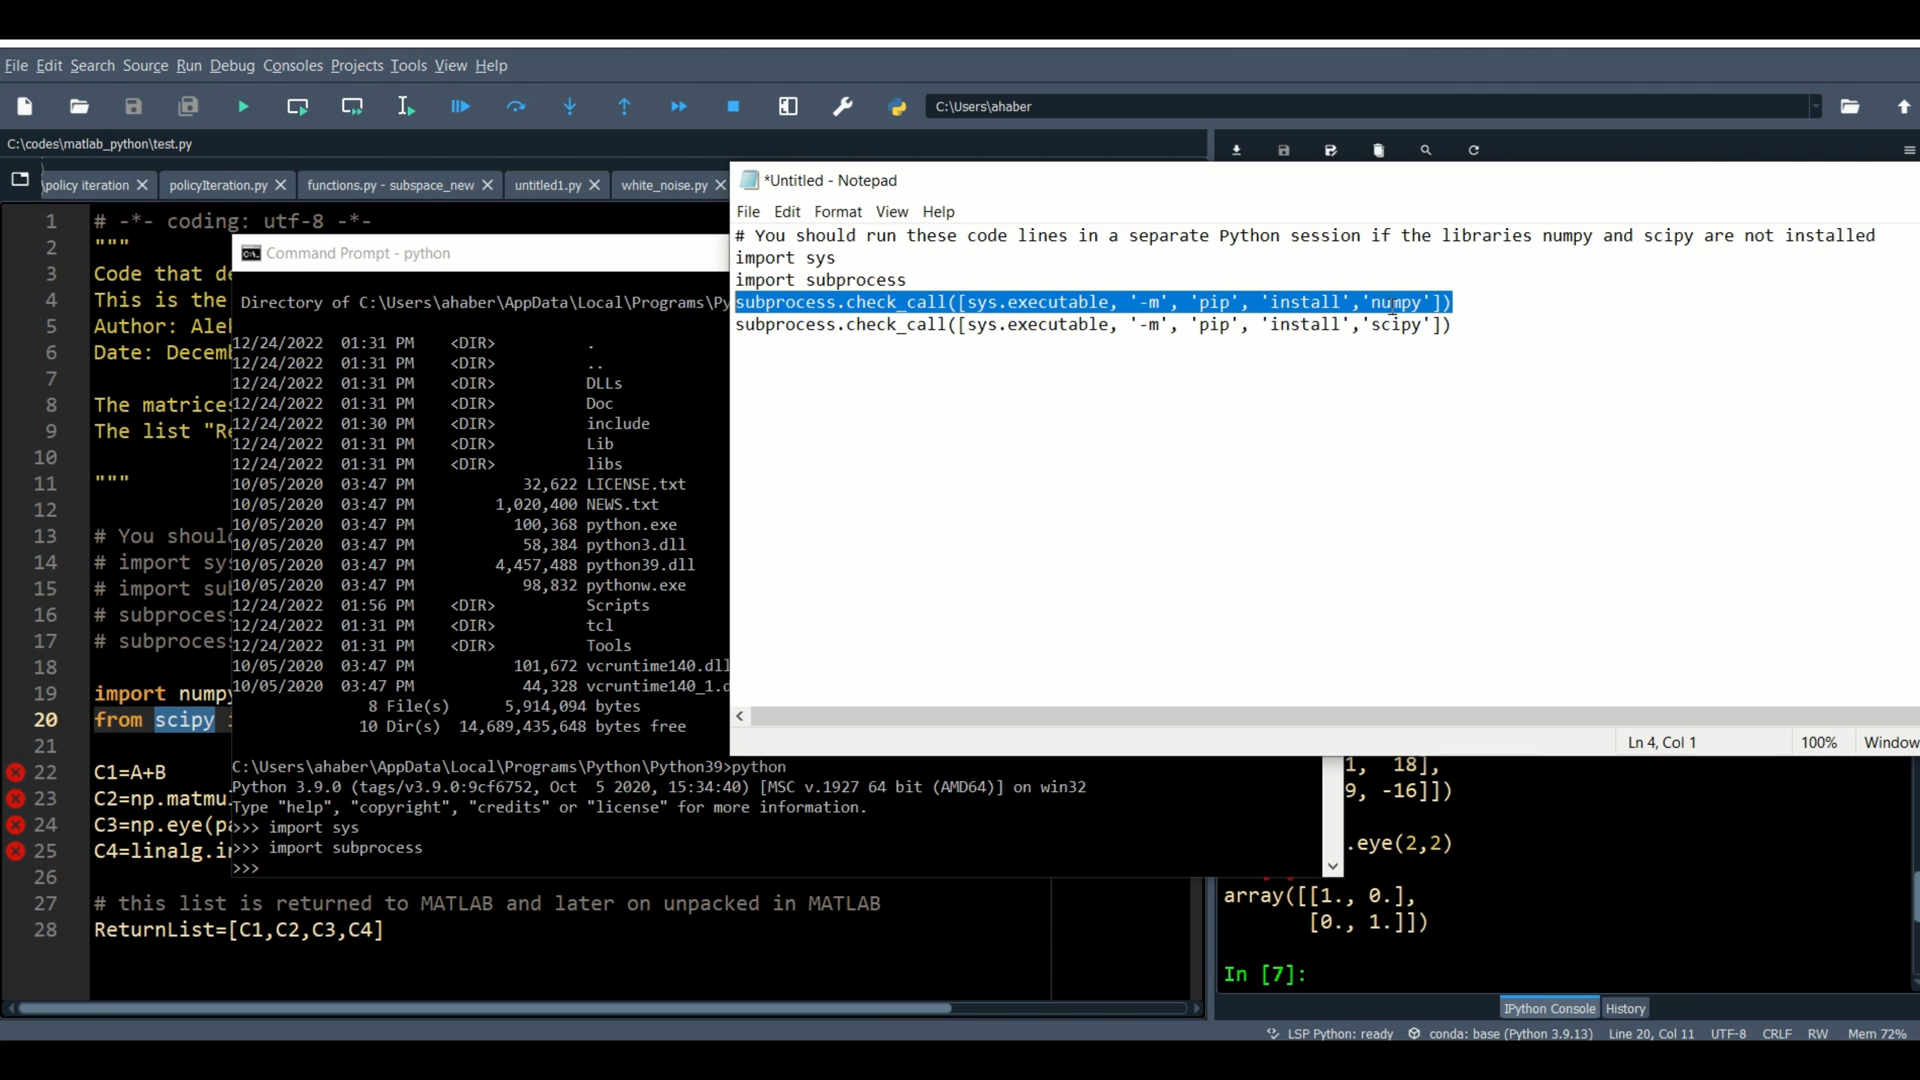 File Edit Search Source Run Debug Consoles Projects Tools View Help
C:\Users\ahaber
C:\codes\matlab_python\test.py
policy iteration
policyIteration.py
functions.py - subspace_new
untitled1.py
white_noise.py
1 # -*- coding: utf-8 -*-
2 """
3 Code that
4 This is the
5 Author:
6 Date:
7
8 The
9 The list
10
11 """
12
13 # You
14 # import
15 # import
16 #
17 #
18
19 import
20 from scipy
21
22 C1=A+B
23
24
25
26
27 # this list is returned to MATLAB and later on unpacked in MATLAB
28 ReturnList=[C1,C2,C3,C4]
Command Prompt - python
Directory of C:\Users\ahaber\AppData\Local\Programs\Py
12/24/2022 01:31 PM <DIR> .
12/24/2022 01:31 PM <DIR> ..
12/24/2022 01:31 PM <DIR> DLLs
12/24/2022 01:31 PM <DIR> Doc
12/24/2022 01:30 PM <DIR> include
12/24/2022 01:31 PM <DIR> Lib
12/24/2022 01:31 PM <DIR> libs
10/05/2020 03:47 PM 32,622 LICENSE.txt
10/05/2020 03:47 PM 1,020,400 NEWS.txt
10/05/2020 03:47 PM 100,368 python.exe
10/05/2020 03:47 PM 58,384 python3.dll
10/05/2020 03:47 PM 4,457,488 python39.dll
10/05/2020 03:47 PM 98,832 pythonw.exe
12/24/2022 01:56 PM <DIR> Scripts
12/24/2022 01:31 PM <DIR> tcl
12/24/2022 01:31 PM <DIR> Tools
10/05/2020 03:47 PM 101,672 vcruntime140.dll
10/05/2020 03:47 PM 44,328 vcruntime140_1.d
8 File(s) 5,914,094 bytes
10 Dir(s) 14,689,435,648 bytes free
C:\Users\ahaber\AppData\Local\Programs\Python\Python39>python
Python 3.9.0 (tags/v3.9.0:9cf6752, Oct 5 2020, 15:34:40) [MSC v.1927 64 bit (AMD64)] on win32
Type "help", "copyright", "credits" or "license" for more information.
>>> import sys
>>> import subprocess
>>>
*Untitled - Notepad
File Edit Format View Help
# You should run these code lines in a separate Python session if the libraries numpy and scipy are not installed
import sys
import subprocess
subprocess.check_call([sys.executable, '-m', 'pip', 'install','numpy'])
subprocess.check_call([sys.executable, '-m', 'pip', 'install','scipy'])
Ln 4, Col 1 100% Window
1, 18],
9, -16]])
.eye(2,2)
array([[1., 0.],
[0., 1.]])
In [7]:
IPython Console History
LSP Python: ready conda: base (Python 3.9.13) Line 20, Col 11 UTF-8 CRLF RW Mem 72%